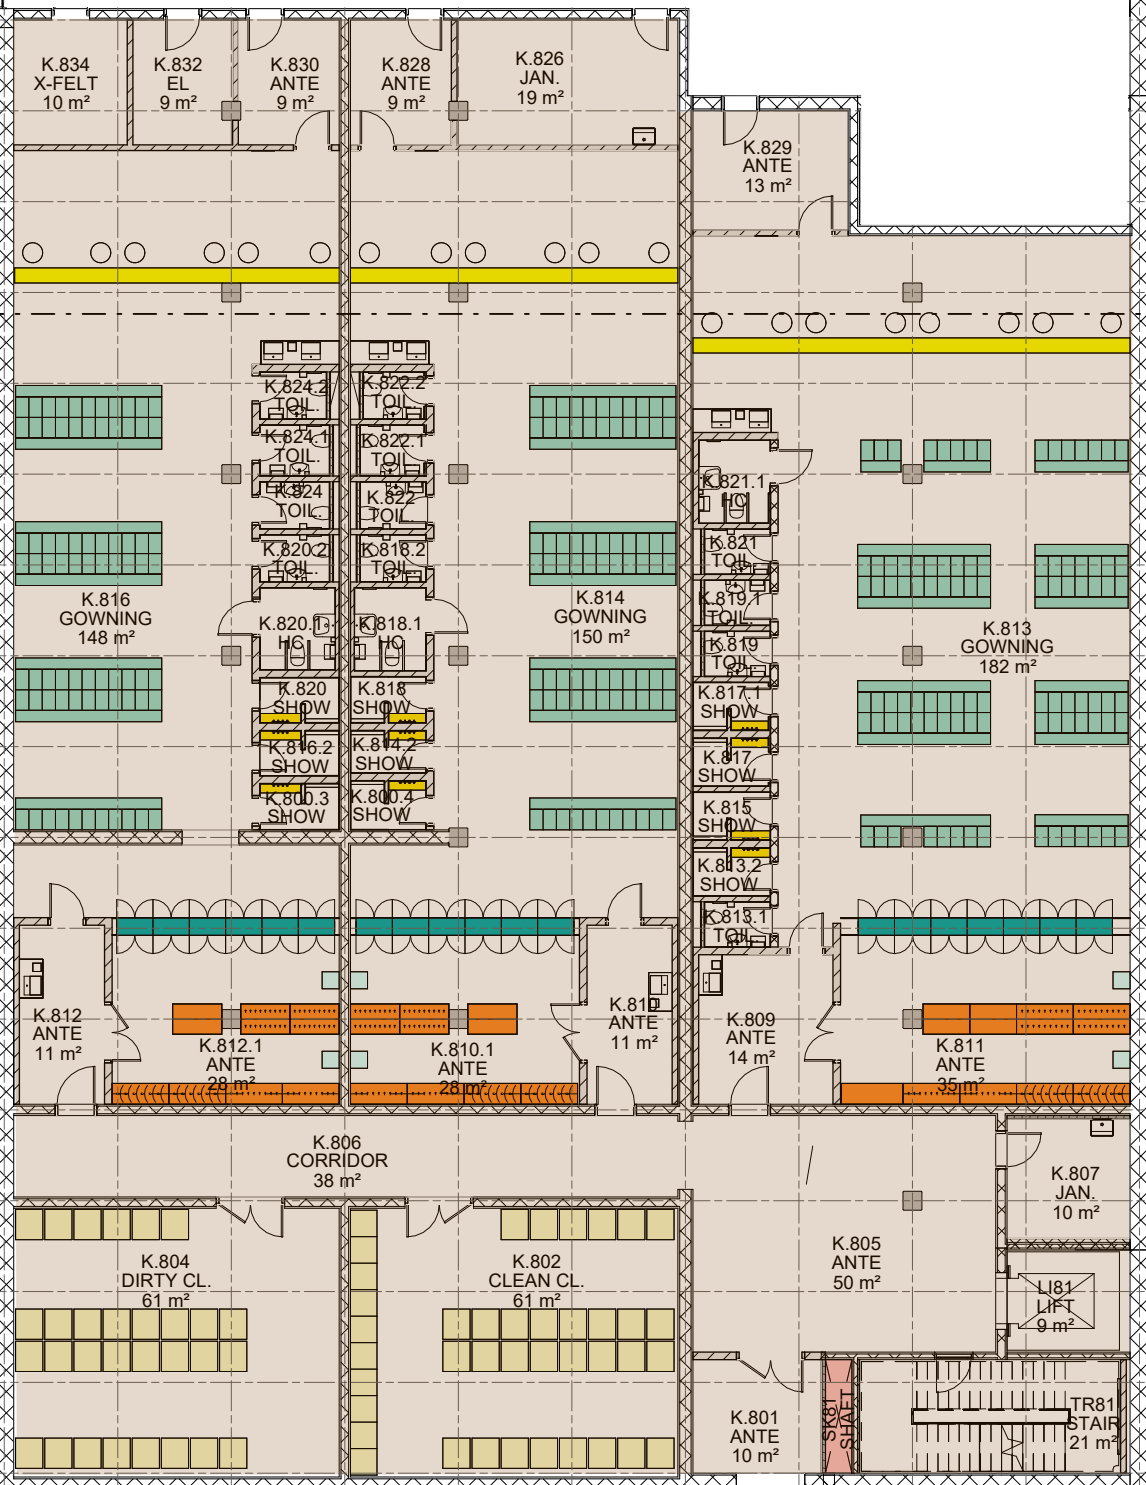 K.834
X-FELT
10 m²
K.832
EL
9 m²
K.830
ANTE
9 m²
K.828
ANTE
9 m²
K.826
JAN.
19 m²
K.829
ANTE
13 m²
K.824.2
TOIL.
K.822.2
TOIL.
K.824.1
TOIL.
K.822.1
TOIL.
K.824
TOIL.
K.822
TOIL.
K.820.2
TOIL.
K.818.2
TOIL.
K.820.1
HC
K.818.1
HC
K.820
SHOW
K.818
SHOW
K.816.2
SHOW
K.814.2
SHOW
K.800.3
SHOW
K.800.4
SHOW
K.816
GOWNING
148 m²
K.814
GOWNING
150 m²
K.821.1
HC
K.821
TOIL.
K.819.1
TOIL.
K.819
TOIL.
K.817.1
SHOW
K.817
SHOW
K.815
SHOW
K.813.2
SHOW
K.813.1
TOIL.
K.813
GOWNING
182 m²
K.812
ANTE
11 m²
K.812.1
ANTE
28 m²
K.810.1
ANTE
28 m²
K.810
ANTE
11 m²
K.809
ANTE
14 m²
K.811
ANTE
35 m²
K.806
CORRIDOR
38 m²
K.807
JAN.
10 m²
K.804
DIRTY CL.
61 m²
K.802
CLEAN CL.
61 m²
K.805
ANTE
50 m²
LI81
LIFT
9 m²
K.801
ANTE
10 m²
SK81
SHAFT
TR81
STAIR
21 m²